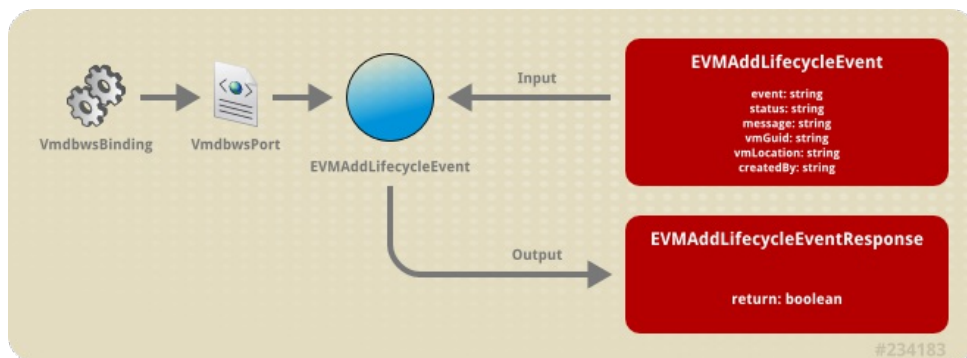 VmdbwsBinding
VmdbwsPort
EVMAddLifecycleEvent
Input
EVMAddLifecycleEvent
event: string
status: string
message: string
vmGuid: string
vmLocation: string
createdBy: string
Output
EVMAddLifecycleEventResponse
return: boolean
#234183